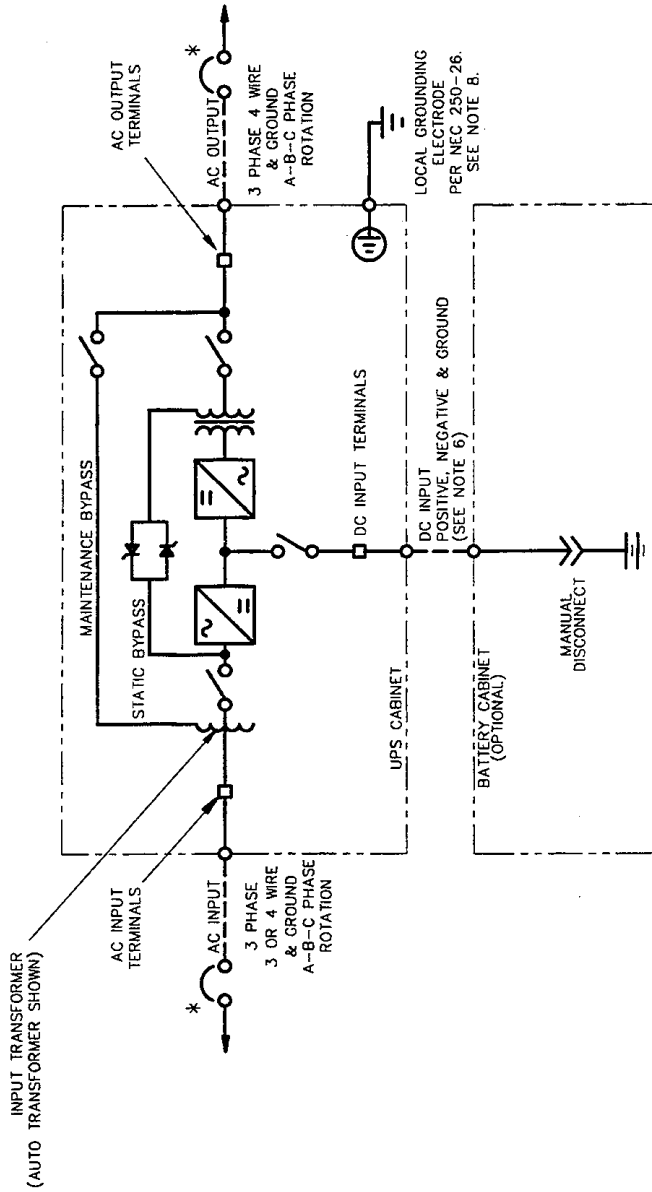 INPUT TRANSFORMER
(AUTO TRANSFORMER SHOWN)
AC INPUT
TERMINALS
*
AC INPUT
3 PHASE
3 OR 4 WIRE
& GROUND
A-B-C PHASE
ROTATION
MAINTENANCE BYPASS
STATIC BYPASS
AC OUTPUT
TERMINALS
*
AC OUTPUT
3 PHASE 4 WIRE
& GROUND
A-B-C PHASE
ROTATION
DC INPUT TERMINALS
UPS CABINET
DC INPUT
POSITIVE, NEGATIVE & GROUND
(SEE NOTE 6)
LOCAL GROUNDING
ELECTRODE
PER NEC 250-26.
SEE NOTE 8.
BATTERY CABINET
(OPTIONAL)
MANUAL
DISCONNECT